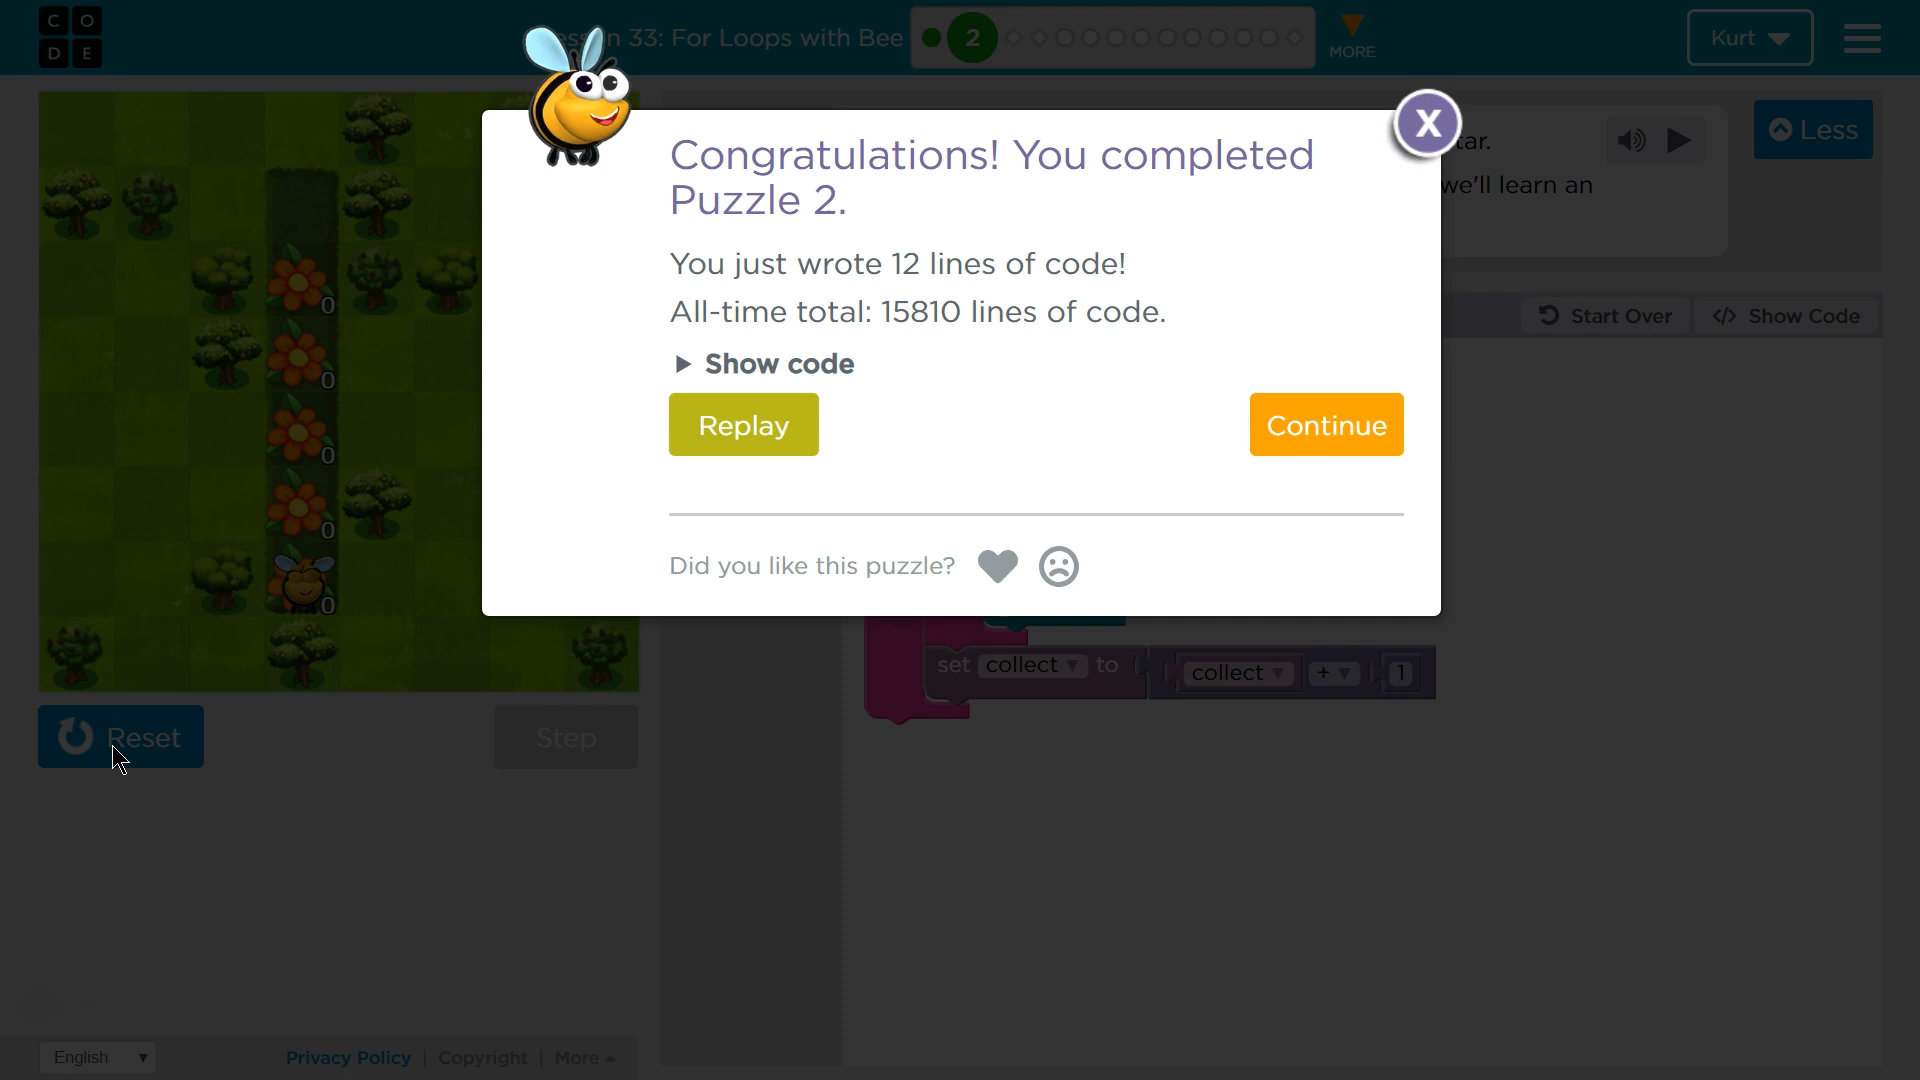 C O
D E
Lesson 33: For Loops with Bee
2
MORE
Kurt
X
Congratulations! You completed
Puzzle 2.
You just wrote 12 lines of code!
All-time total: 15810 lines of code.
Show code
Replay
Continue
Did you like this puzzle?
tar.
we'll learn an
Less
Start Over
</> Show Code
0
0
0
0
0
set collect to collect + 1
Reset
Step
English
Privacy Policy | Copyright | More